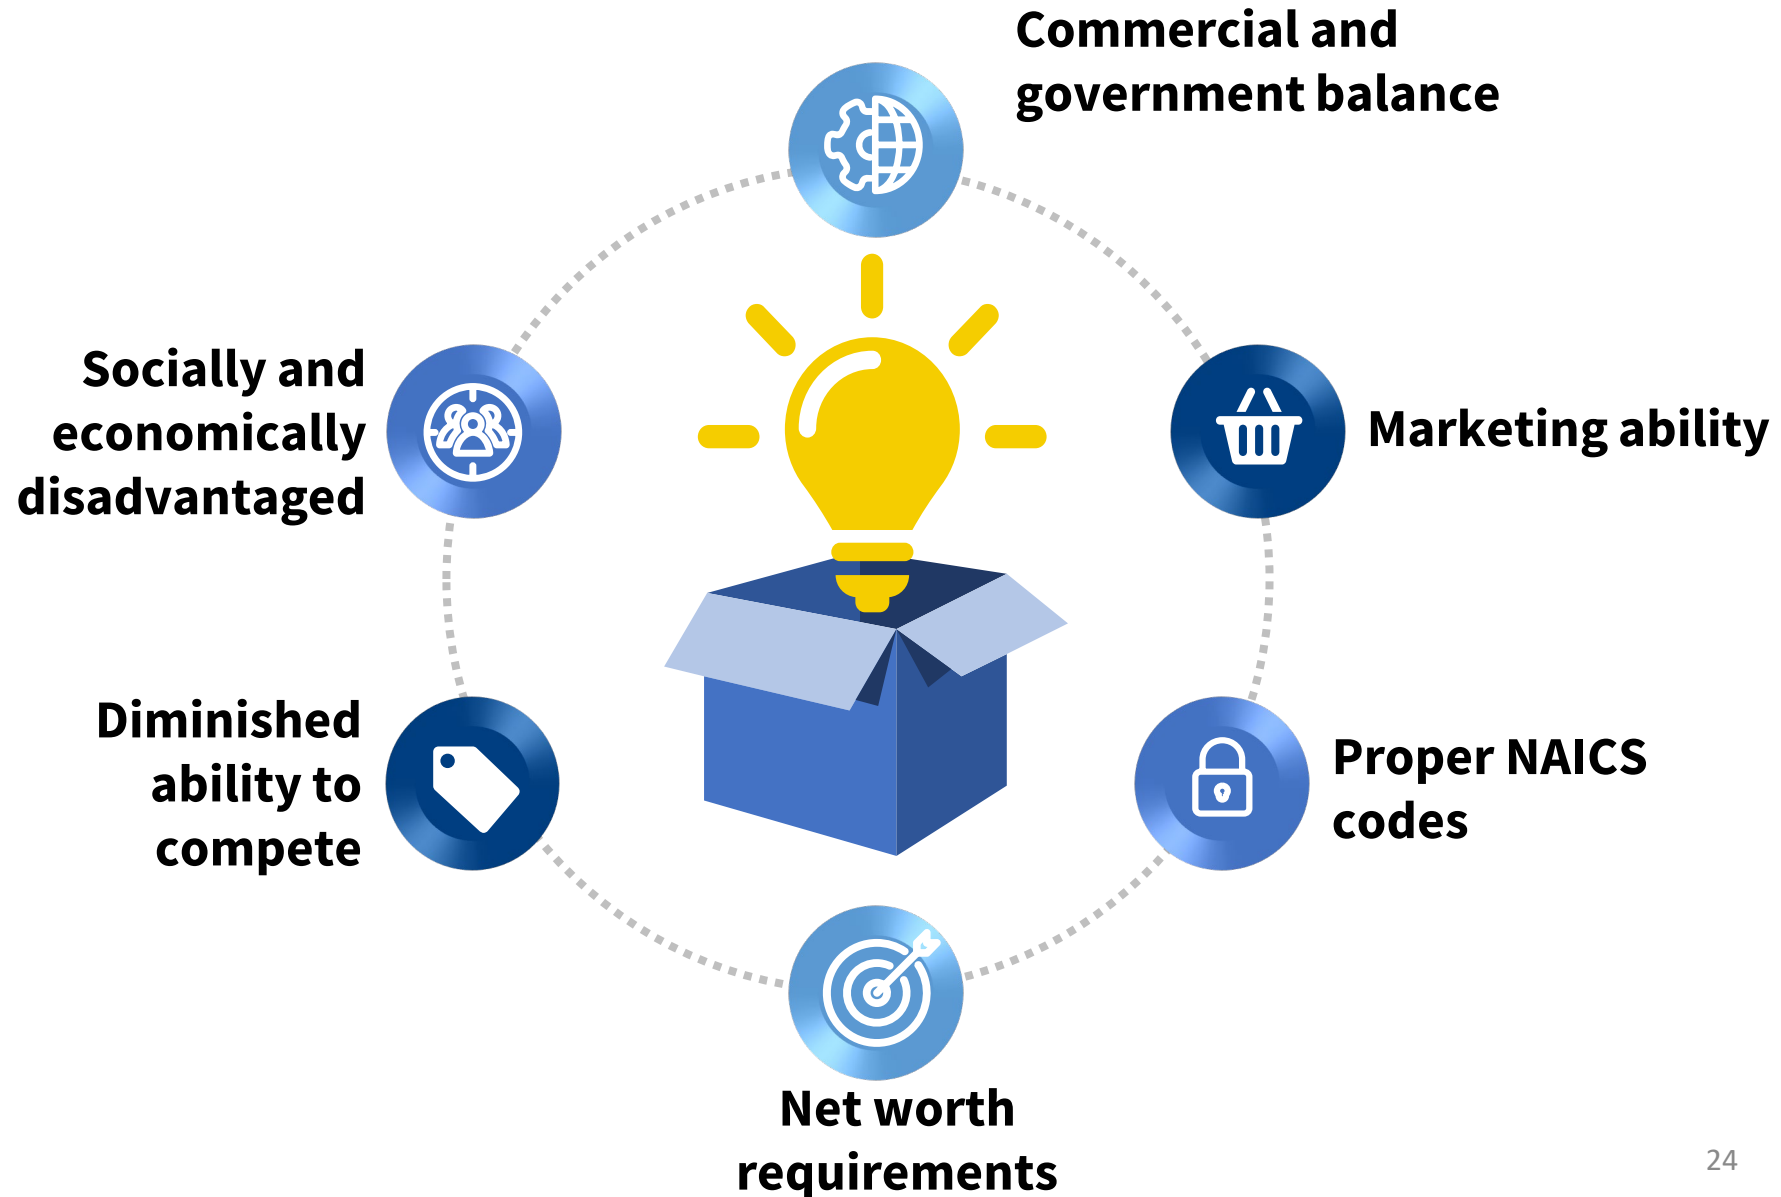 Commercial and
government balance
Socially and
economically
disadvantaged
Marketing ability
Diminished
ability to
compete
Proper NAICS
codes
Net worth
requirements
24